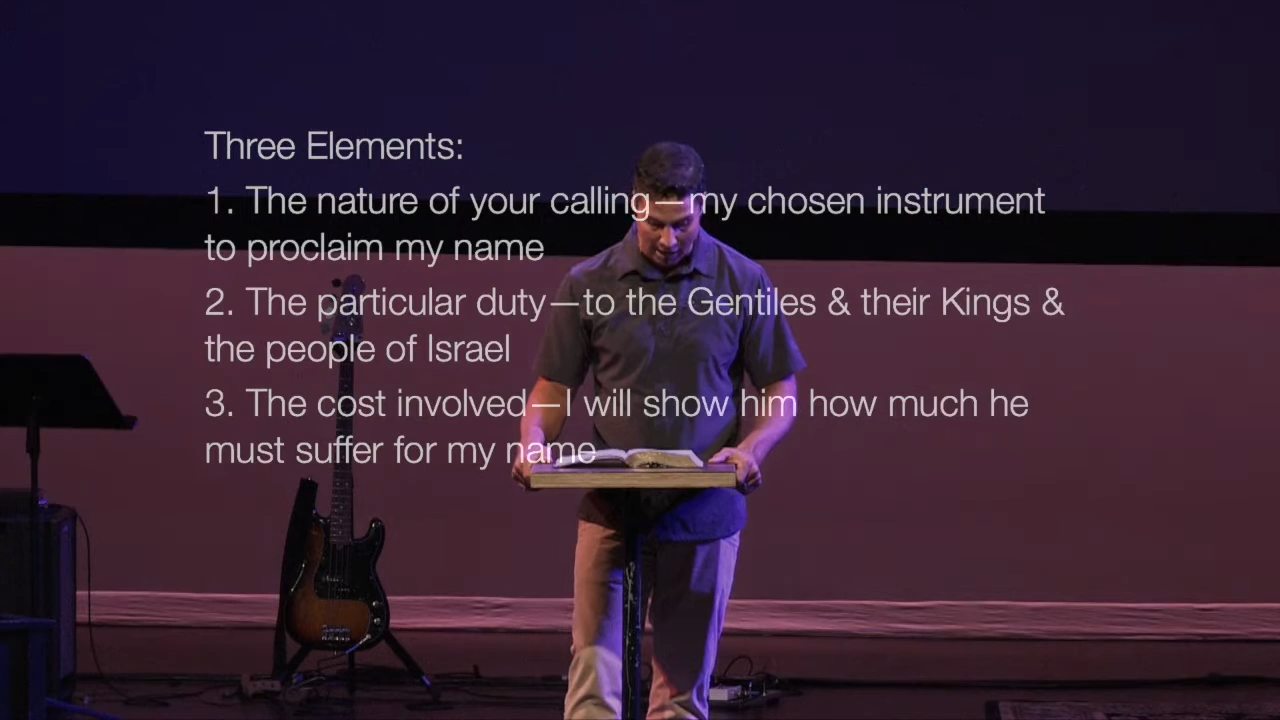 Three Elements:
1. The nature of your calling—my chosen instrument
to proclaim my name
2. The particular duty—to the Gentiles & their Kings &
the people of Israel
3. The cost involved—I will show him how much he
must suffer for my name